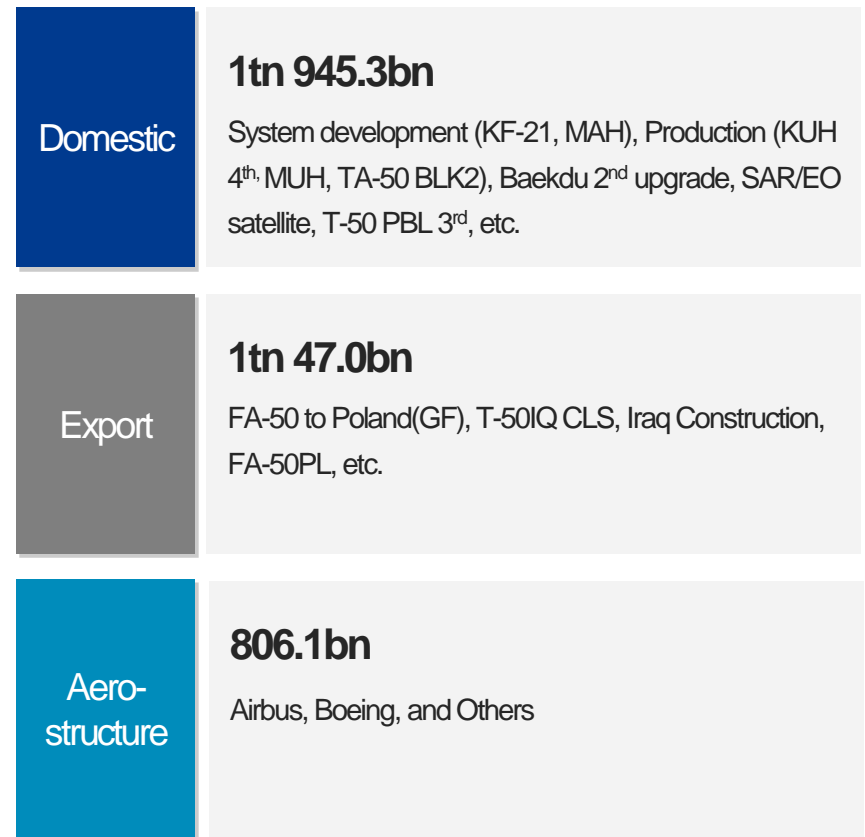 Domestic
1tn 945.3bn
System development (KF-21, MAH), Production (KUH
4th, MUH, TA-50 BLK2), Baekdu 2nd upgrade, SAR/EO
satellite, T-50 PBL 3rd, etc.
Export
1tn 47.0bn
FA-50 to Poland(GF), T-50IQ CLS, Iraq Construction,
FA-50PL, etc.
Aero-
structure
806.1bn
Airbus, Boeing, and Others